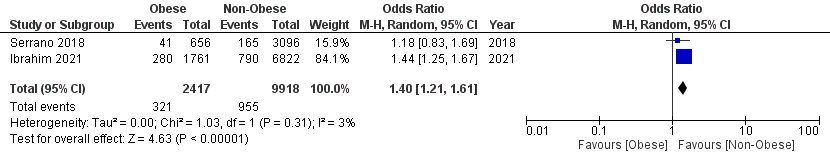 Obese Non-Obese Odds Ratio Odds Ratio
Study or Subgroup Events Total Events Total Weight M-H, Random, 95% CI Year M-H, Random, 95% CI
Serrano 2018 41 656 165 3096 15.9% 1.18 [0.83, 1.69] 2018
Ibrahim 2021 280 1761 790 6822 84.1% 1.44 [1.25, 1.67] 2021
Total (95% CI) 2417 9918 100.0% 1.40 [1.21, 1.61]
Total events 321 955
Heterogeneity: Tau² = 0.00; Chi² = 1.03, df = 1 (P = 0.31); I² = 3%
Test for overall effect: Z = 4.63 (P < 0.00001)
0.01 0.1 1 10 100
Favours [Obese] Favours [Non-Obese]